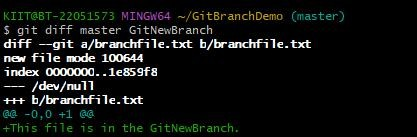 KIIT@BT-22051573 MINGW64 ~/GitBranchDemo (master)
$ git diff master GitNewBranch
diff --git a/branchfile.txt b/branchfile.txt
new file mode 100644
index 0000000..1e859f8
--- /dev/null
+++ b/branchfile.txt
@@ -0,0 +1 @@
+This file is in the GitNewBranch.